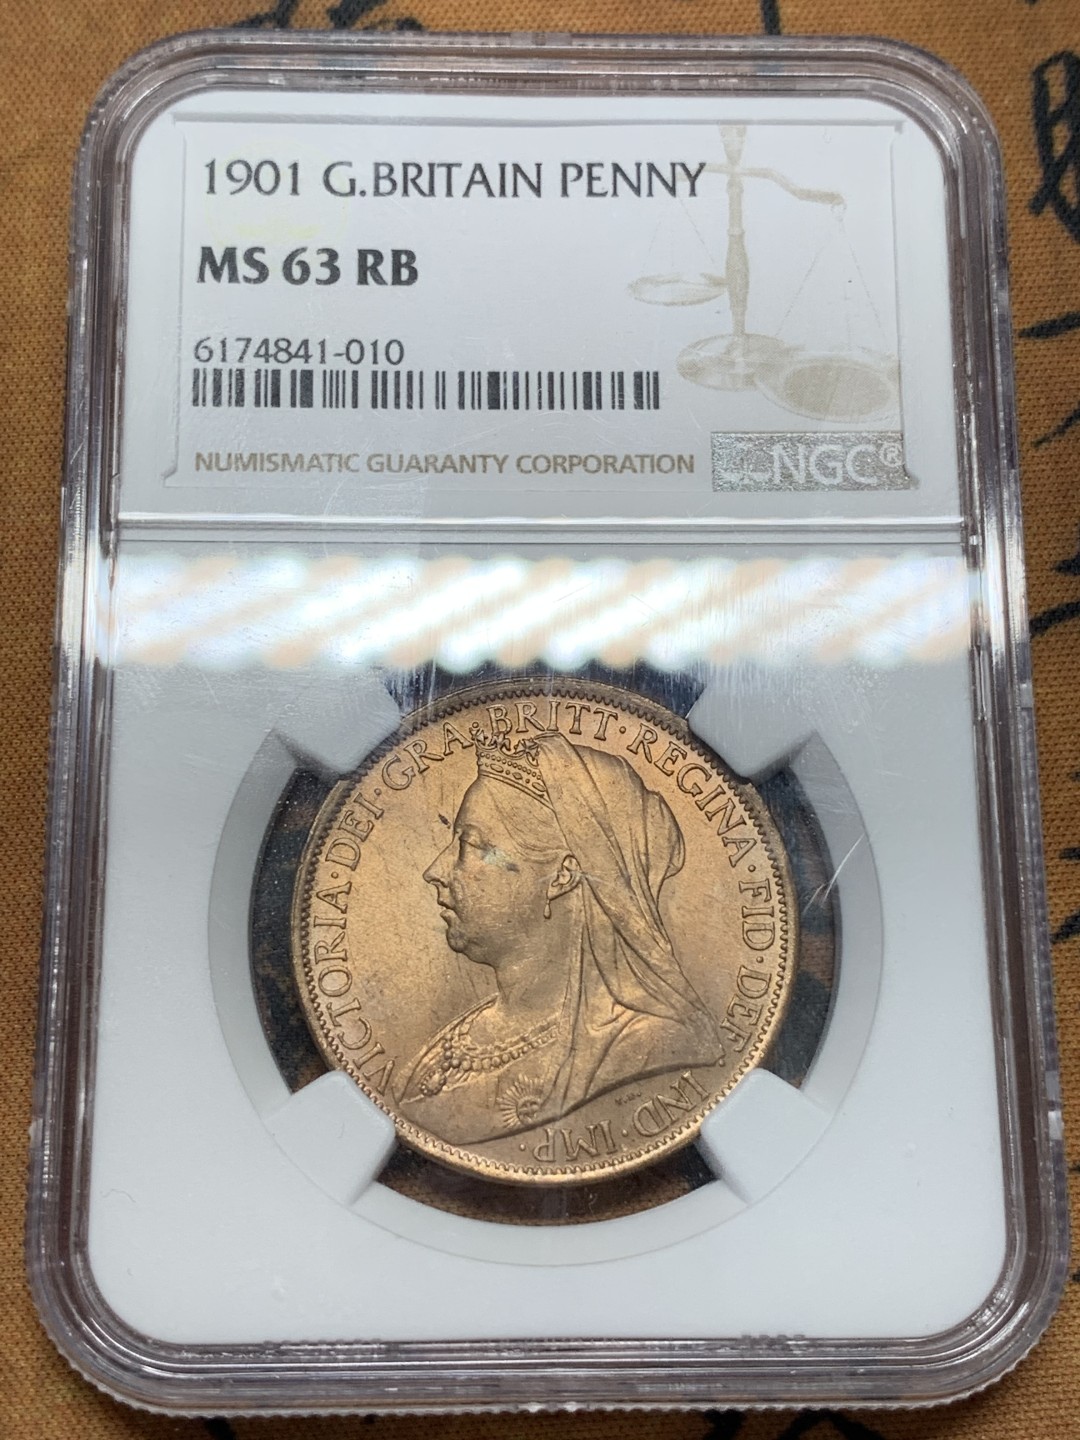 1901 G.BRITAIN PENNY
MS 63 RB
6174841-010
NUMISMATIC GUARANTY CORPORATION
NGC®
VICTORIA·DEI·GRA·BRITT·REGINA·FID·DEF·IND·IMP·